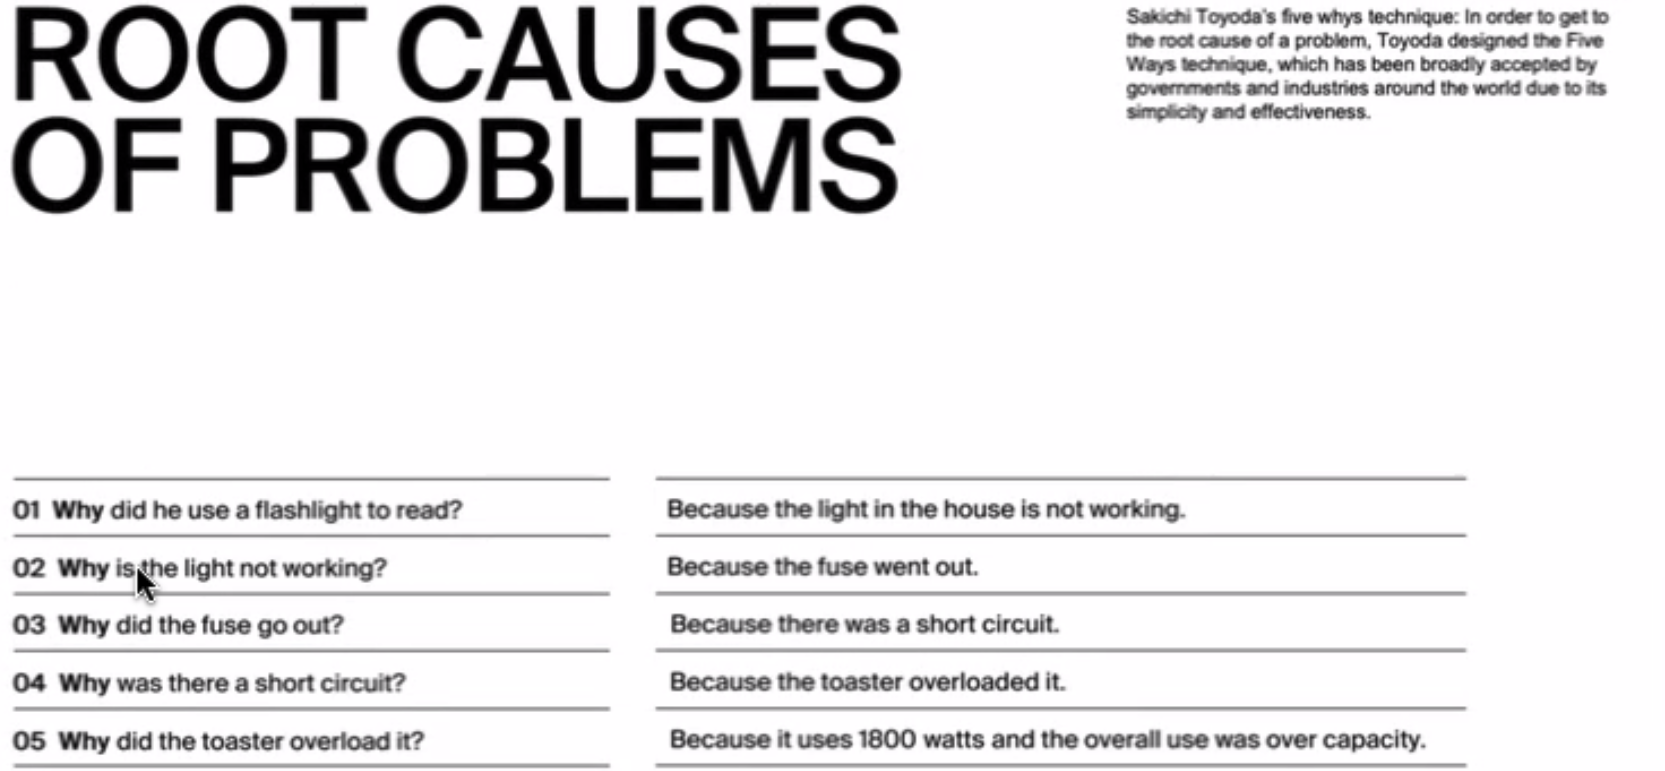 ROOT CAUSES
OF PROBLEMS
Sakichi Toyoda's five whys technique: In order to get to
the root cause of a problem, Toyoda designed the Five
Ways technique, which has been broadly accepted by
governments and industries around the world due to its
simplicity and effectiveness.
01 Why did he use a flashlight to read?
Because the light in the house is not working.
02 Why is the light not working?
Because the fuse went out.
03 Why did the fuse go out?
Because there was a short circuit.
04 Why was there a short circuit?
Because the toaster overloaded it.
05 Why did the toaster overload it?
Because it uses 1800 watts and the overall use was over capacity.